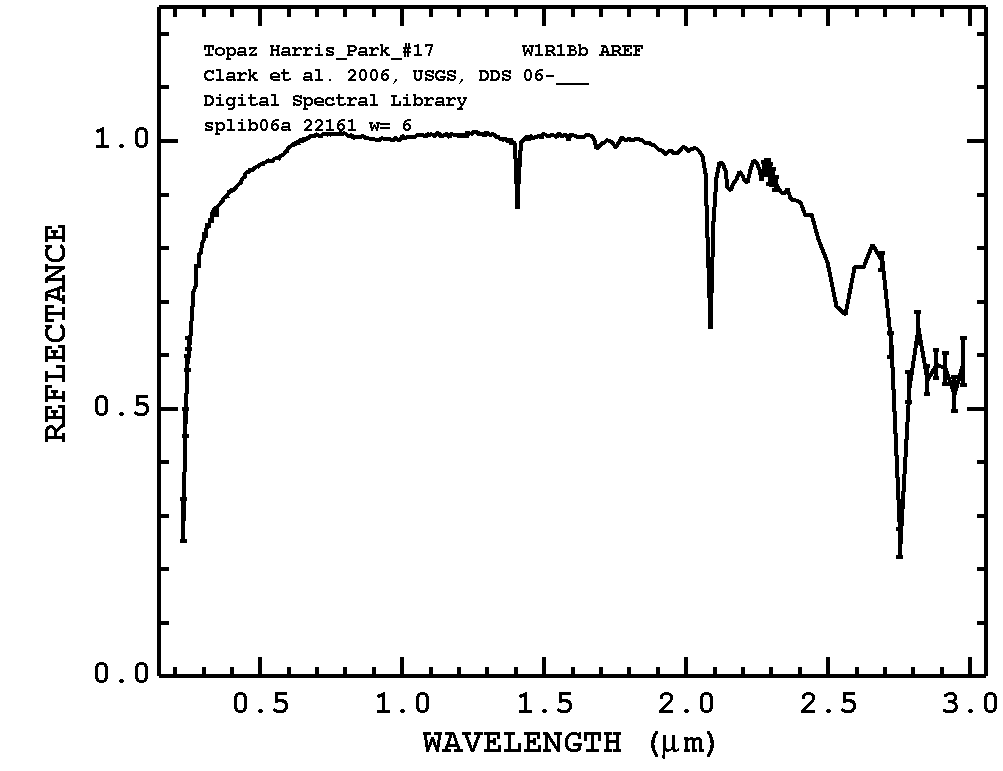 Topaz Harris_Park_#17 W1R1Bb AREF
Clark et al. 2006, USGS, DDS 06-___
Digital Spectral Library
splib06a 22161 w= 6
1.0
0.5
0.0
REFLECTANCE
0.5 1.0 1.5 2.0 2.5 3.0
WAVELENGTH (μm)